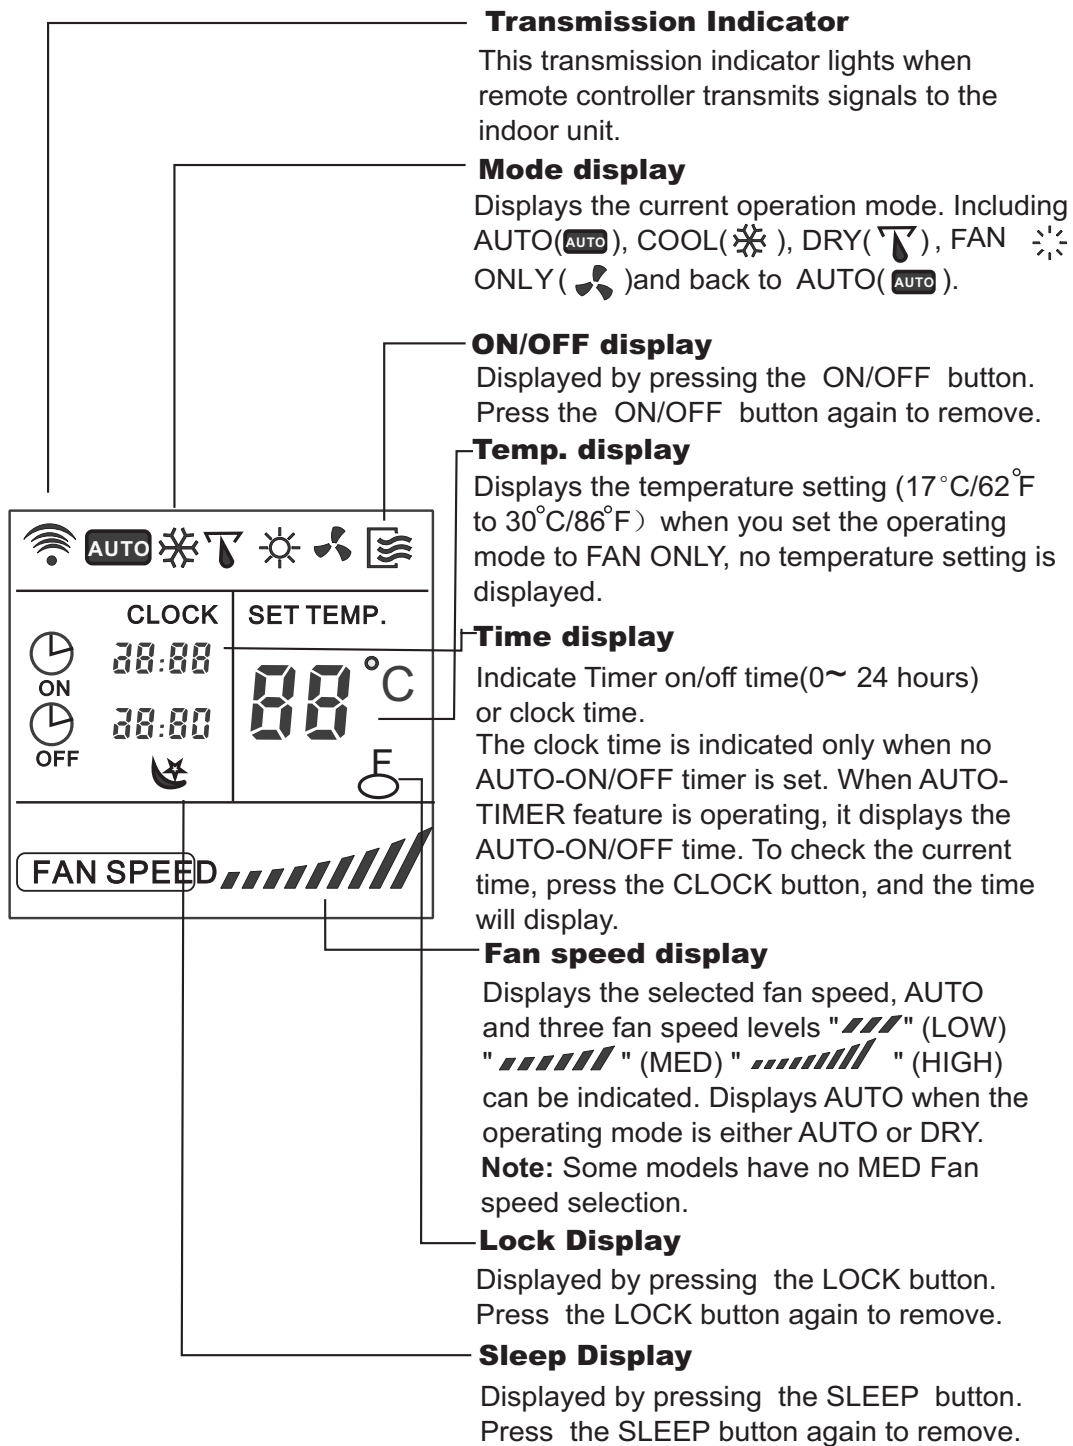 Transmission Indicator
This transmission indicator lights when
remote controller transmits signals to the
indoor unit.
Mode display
Displays the current operation mode. Including
AUTO( AUTO ), COOL( ), DRY( ), FAN
ONLY( )and back to AUTO( AUTO ).
ON/OFF display
Displayed by pressing the ON/OFF button.
Press the ON/OFF button again to remove.
Temp. display
Displays the temperature setting (17°C/62°F
to 30°C/86°F) when you set the operating
mode to FAN ONLY, no temperature setting is
displayed.
Time display
Indicate Timer on/off time(0~ 24 hours)
or clock time.
The clock time is indicated only when no
AUTO-ON/OFF timer is set. When AUTO-
TIMER feature is operating, it displays the
AUTO-ON/OFF time. To check the current
time, press the CLOCK button, and the time
will display.
Fan speed display
Displays the selected fan speed, AUTO
and three fan speed levels " " (LOW)
" " (MED) " " (HIGH)
can be indicated. Displays AUTO when the
operating mode is either AUTO or DRY.
Note: Some models have no MED Fan
speed selection.
Lock Display
Displayed by pressing the LOCK button.
Press the LOCK button again to remove.
Sleep Display
Displayed by pressing the SLEEP button.
Press the SLEEP button again to remove.
AUTO
CLOCK
SET TEMP.
ON
88:88
88 °C
OFF
88:80
FAN SPEED